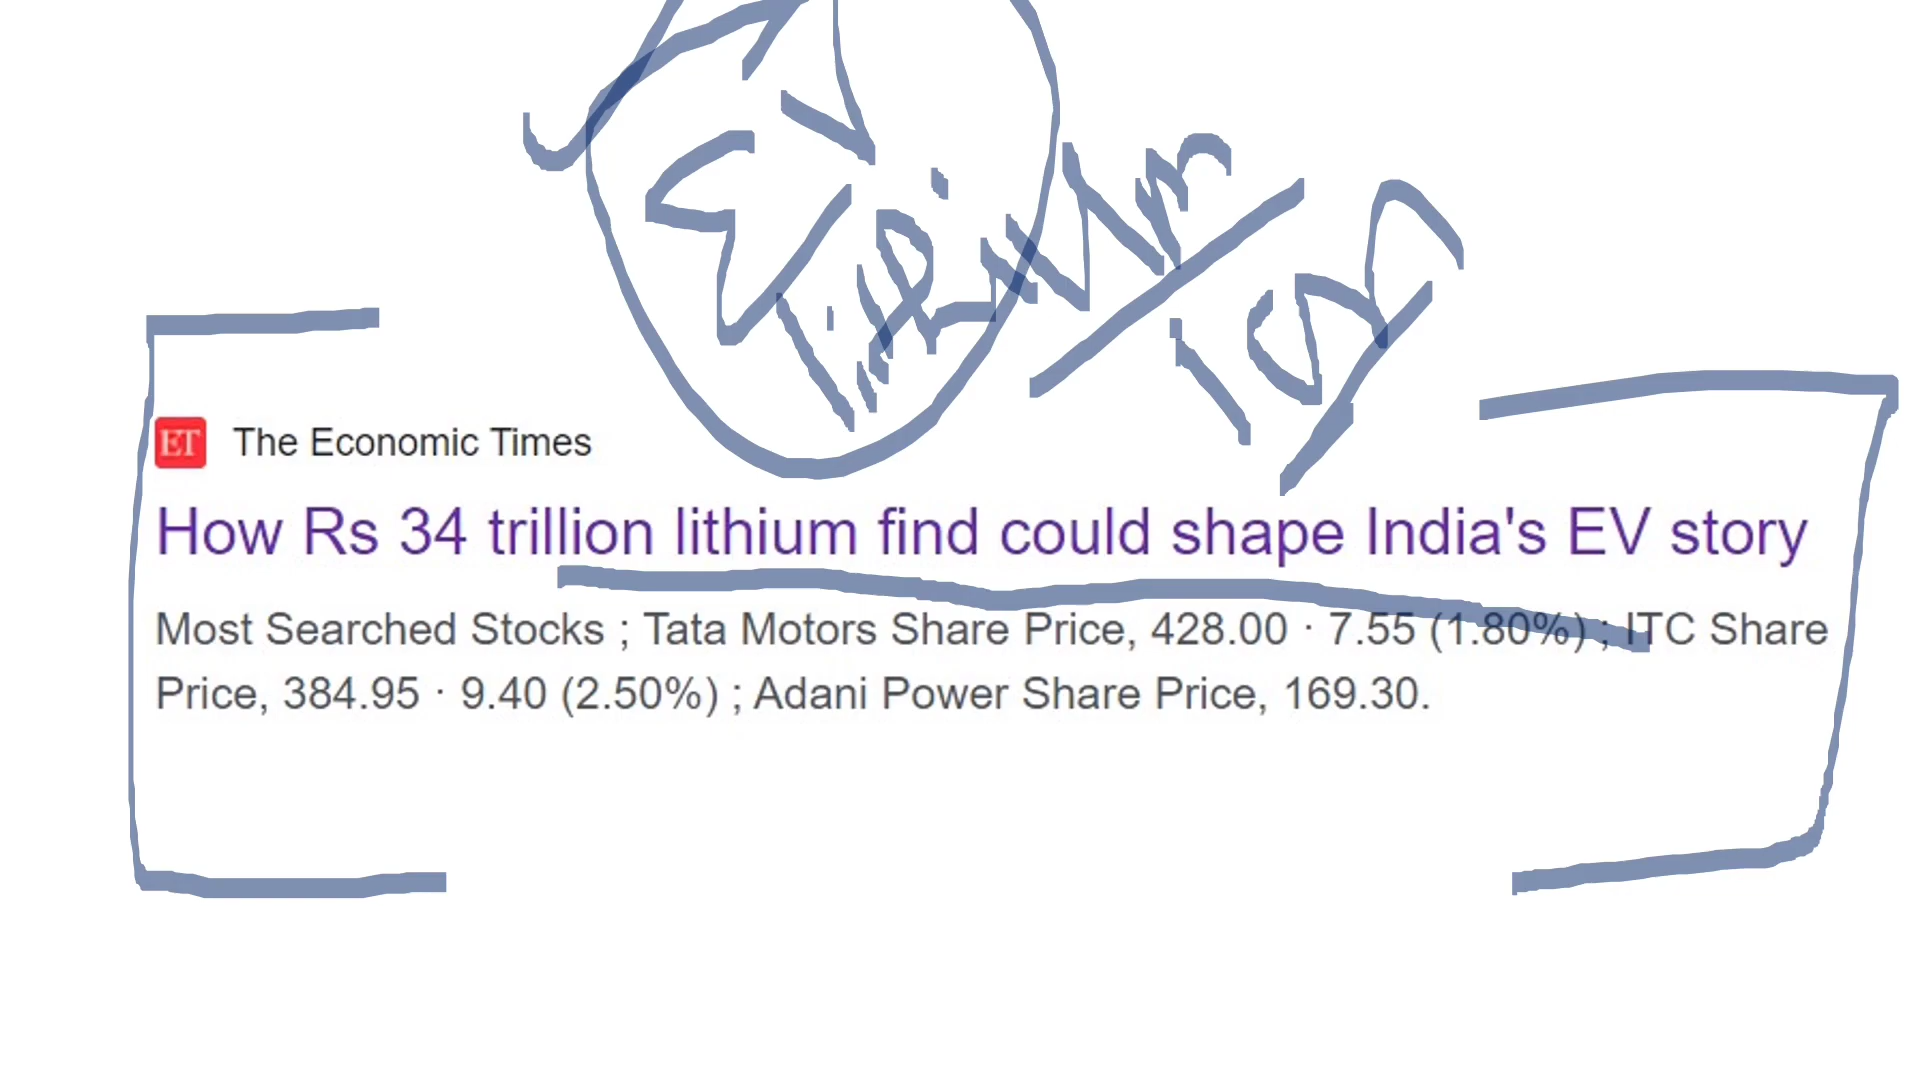 ET The Economic Times
How Rs 34 trillion lithium find could shape India's EV story
Most Searched Stocks ; Tata Motors Share Price, 428.00 · 7.55 (1.80%) ; ITC Share
Price, 384.95 · 9.40 (2.50%) ; Adani Power Share Price, 169.30.